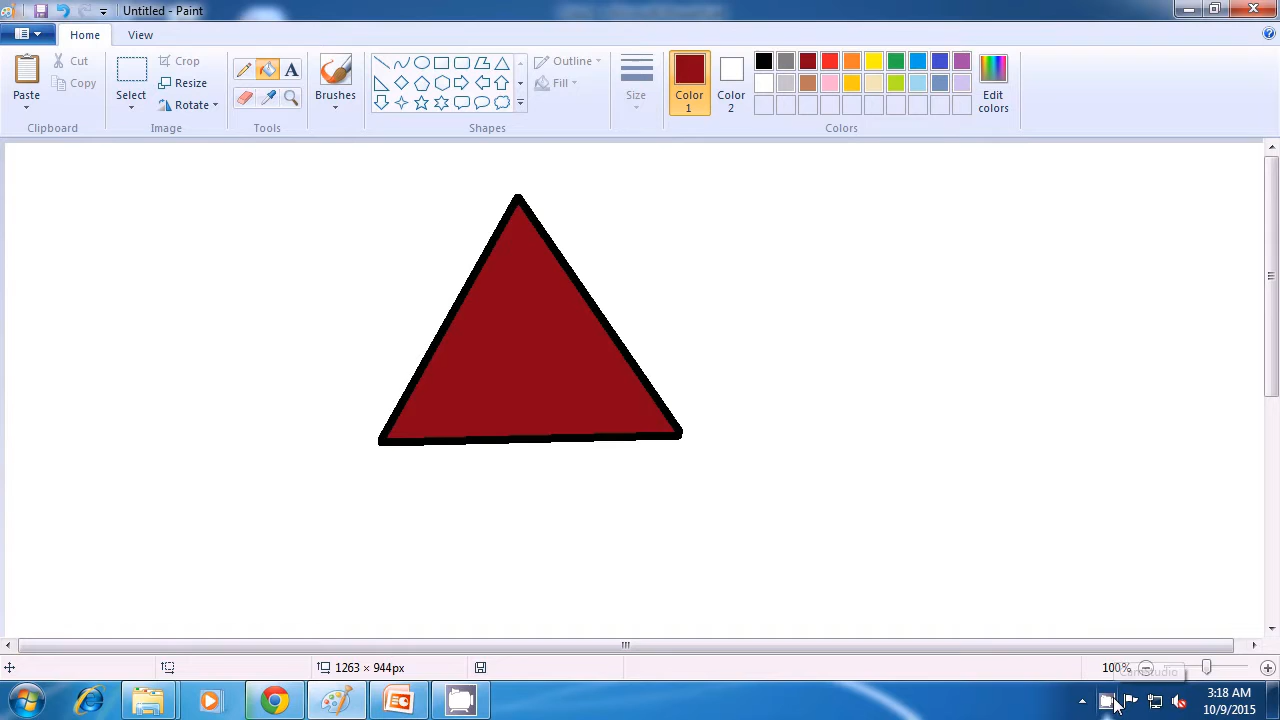 Untitled - Paint
Home View
Paste
Cut
Copy
Clipboard
Select
Crop
Resize
Rotate
Image
A
Tools
Brushes
Outline
Fill
Shapes
Size
Color 1
Color 2
Edit colors
Colors
1263 × 944px
100%
Camstudio
3:18 AM
10/9/2015